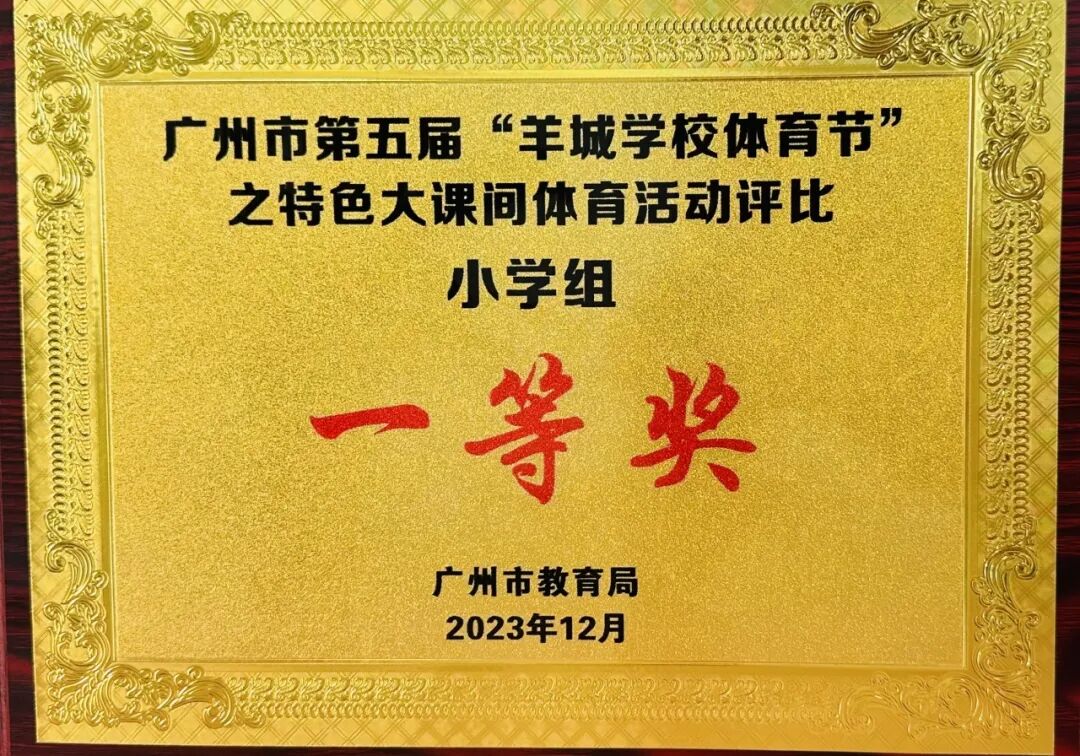 广州市第五届“羊城学校体育节”
之特色大课间体育活动评比
小学组
一等奖
广州市教育局
2023年12月